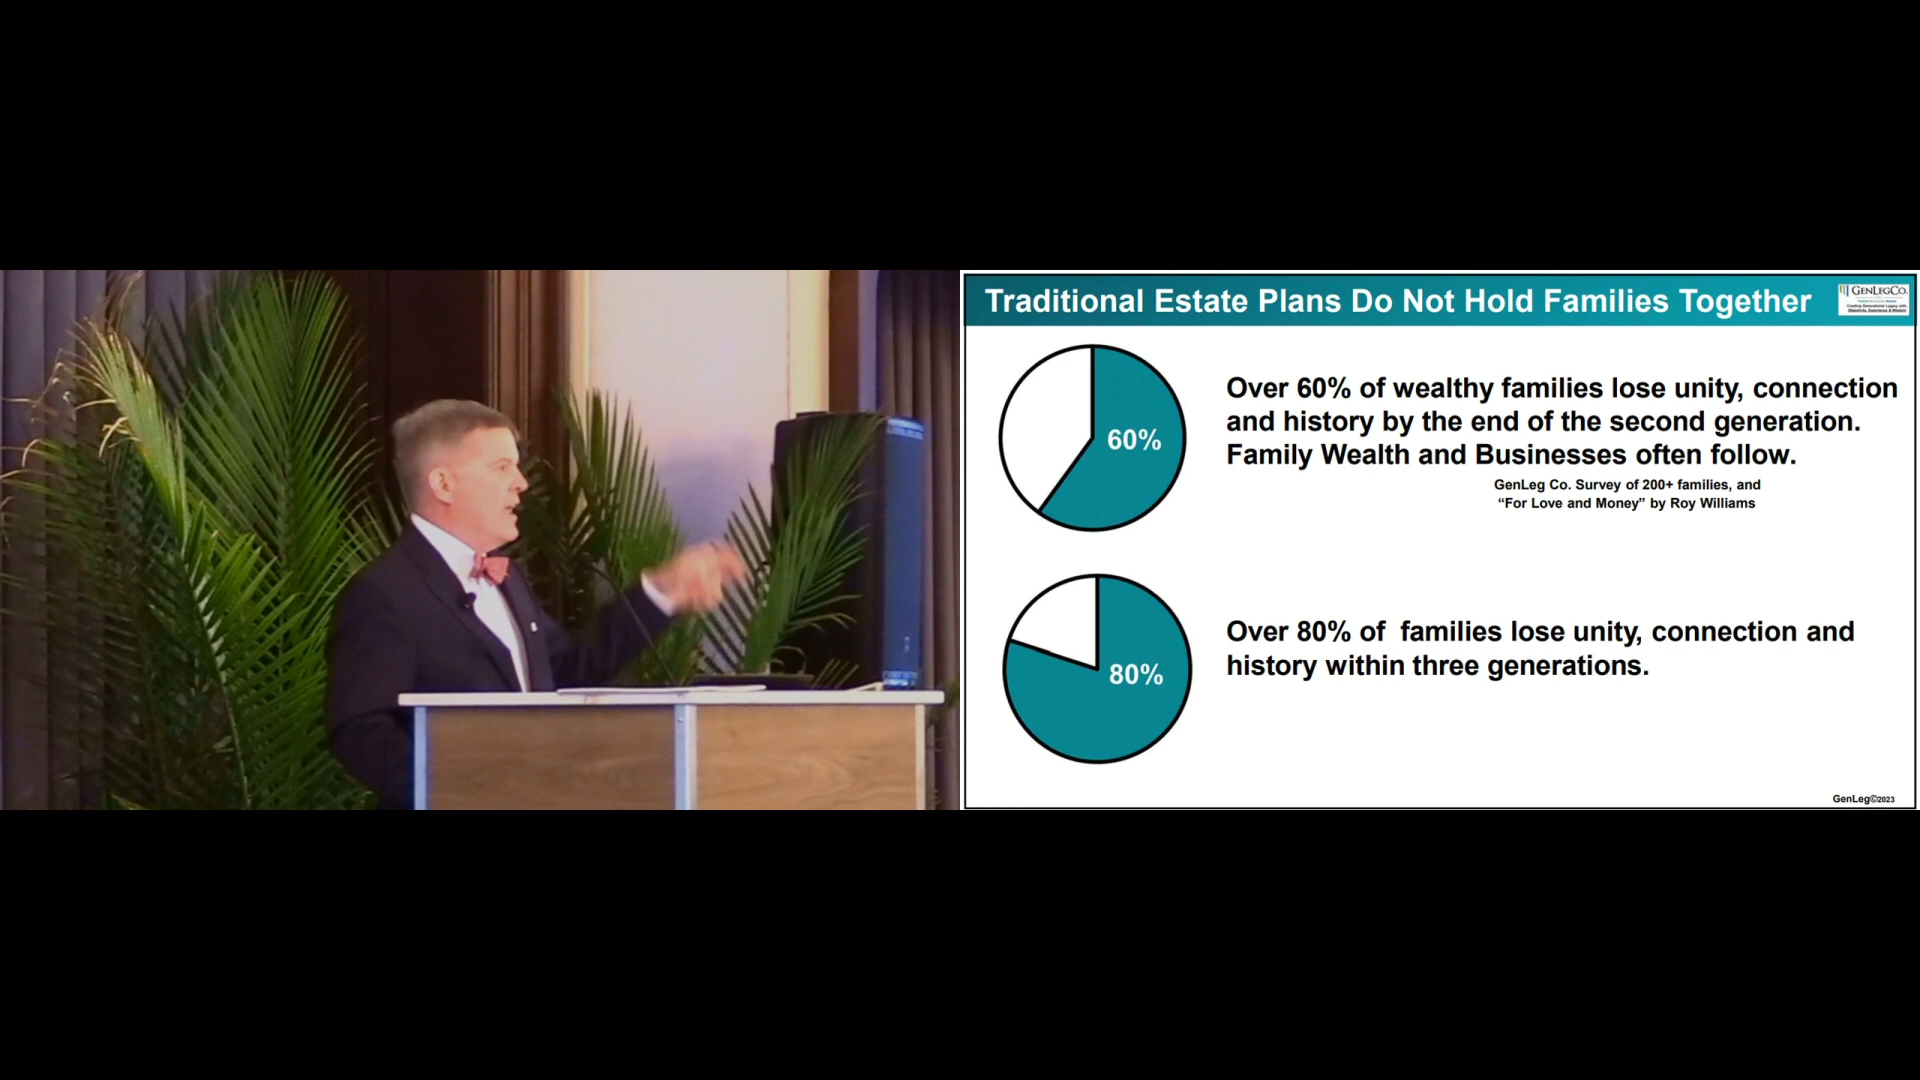 Traditional Estate Plans Do Not Hold Families Together
GENLEGCO.
60%
Over 60% of wealthy families lose unity, connection
and history by the end of the second generation.
Family Wealth and Businesses often follow.
GenLeg Co. Survey of 200+ families, and
“For Love and Money” by Roy Williams
80%
Over 80% of  families lose unity, connection and
history within three generations.
GenLeg©2023